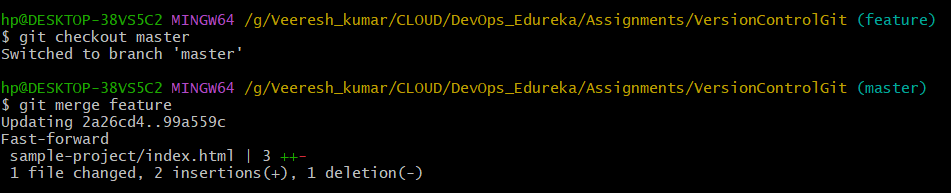 hp@DESKTOP-38VS5C2 MINGW64 /g/Veeresh_kumar/CLOUD/DevOps_Edureka/Assignments/VersionControlGit (feature)
$ git checkout master
Switched to branch 'master'
hp@DESKTOP-38VS5C2 MINGW64 /g/Veeresh_kumar/CLOUD/DevOps_Edureka/Assignments/VersionControlGit (master)
$ git merge feature
Updating 2a26cd4..99a559c
Fast-forward
 sample-project/index.html | 3 ++-
 1 file changed, 2 insertions(+), 1 deletion(-)